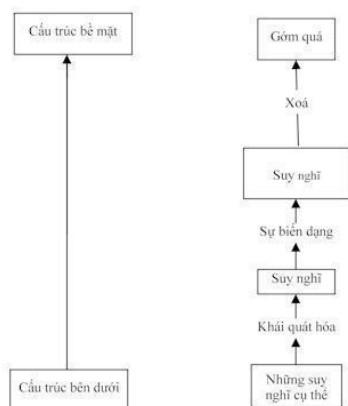 Cấu trúc bề mặt
Gớm quá
Xoá
Suy nghĩ
Sự biến dạng
Suy nghĩ
Khái quát hóa
Cấu trúc bên dưới
Những suy
nghĩ cụ thể